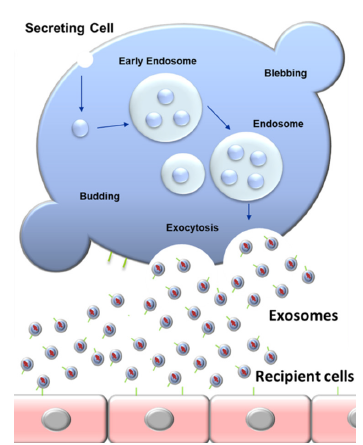 Secreting Cell
Early Endosome
Blebbing
Endosome
Budding
Exocytosis
Exosomes
Recipient cells